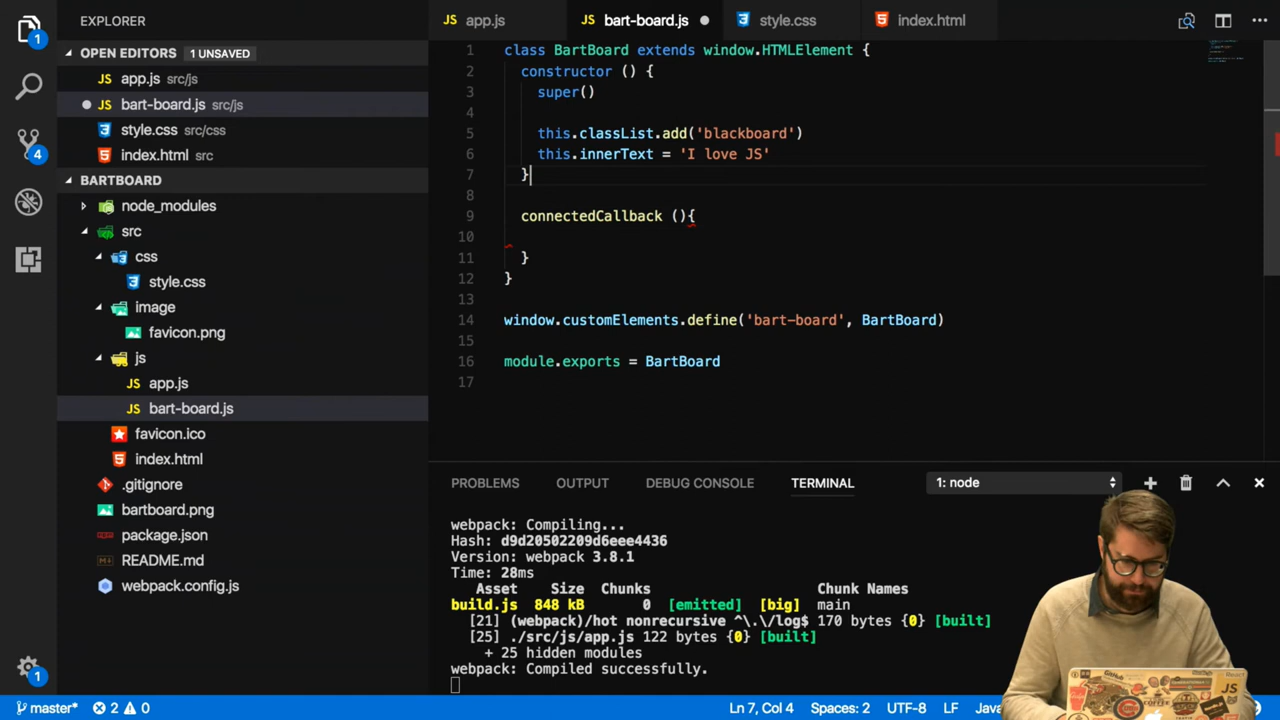 EXPLORER
OPEN EDITORS 1 UNSAVED
app.js src/js
bart-board.js src/js
style.css src/css
index.html src
BARTBOARD
node_modules
src
css
style.css
image
favicon.png
js
app.js
bart-board.js
favicon.ico
index.html
.gitignore
bartboard.png
package.json
README.md
webpack.config.js
1
4
1
app.js
bart-board.js
style.css
index.html
1 class BartBoard extends window.HTMLElement {
2 constructor () {
3 super()
4
5 this.classList.add('blackboard')
6 this.innerText = 'I love JS'
7 }
8
9 connectedCallback (){
10
11 }
12 }
13
14 window.customElements.define('bart-board', BartBoard)
15
16 module.exports = BartBoard
17
PROBLEMS OUTPUT DEBUG CONSOLE TERMINAL 1: node
webpack: Compiling...
Hash: d9d20502209d6eee4436
Version: webpack 3.8.1
Time: 28ms
Asset Size Chunks Chunk Names
build.js 848 kB 0 [emitted] [big] main
[21] (webpack)/hot nonrecursive ^\.\/log$ 170 bytes {0} [built]
[25] ./src/js/app.js 122 bytes {0} [built]
+ 25 hidden modules
webpack: Compiled successfully.
master* 2 0 Ln 7, Col 4 Spaces: 2 UTF-8 LF
GitHub
React
JS
COFFEE